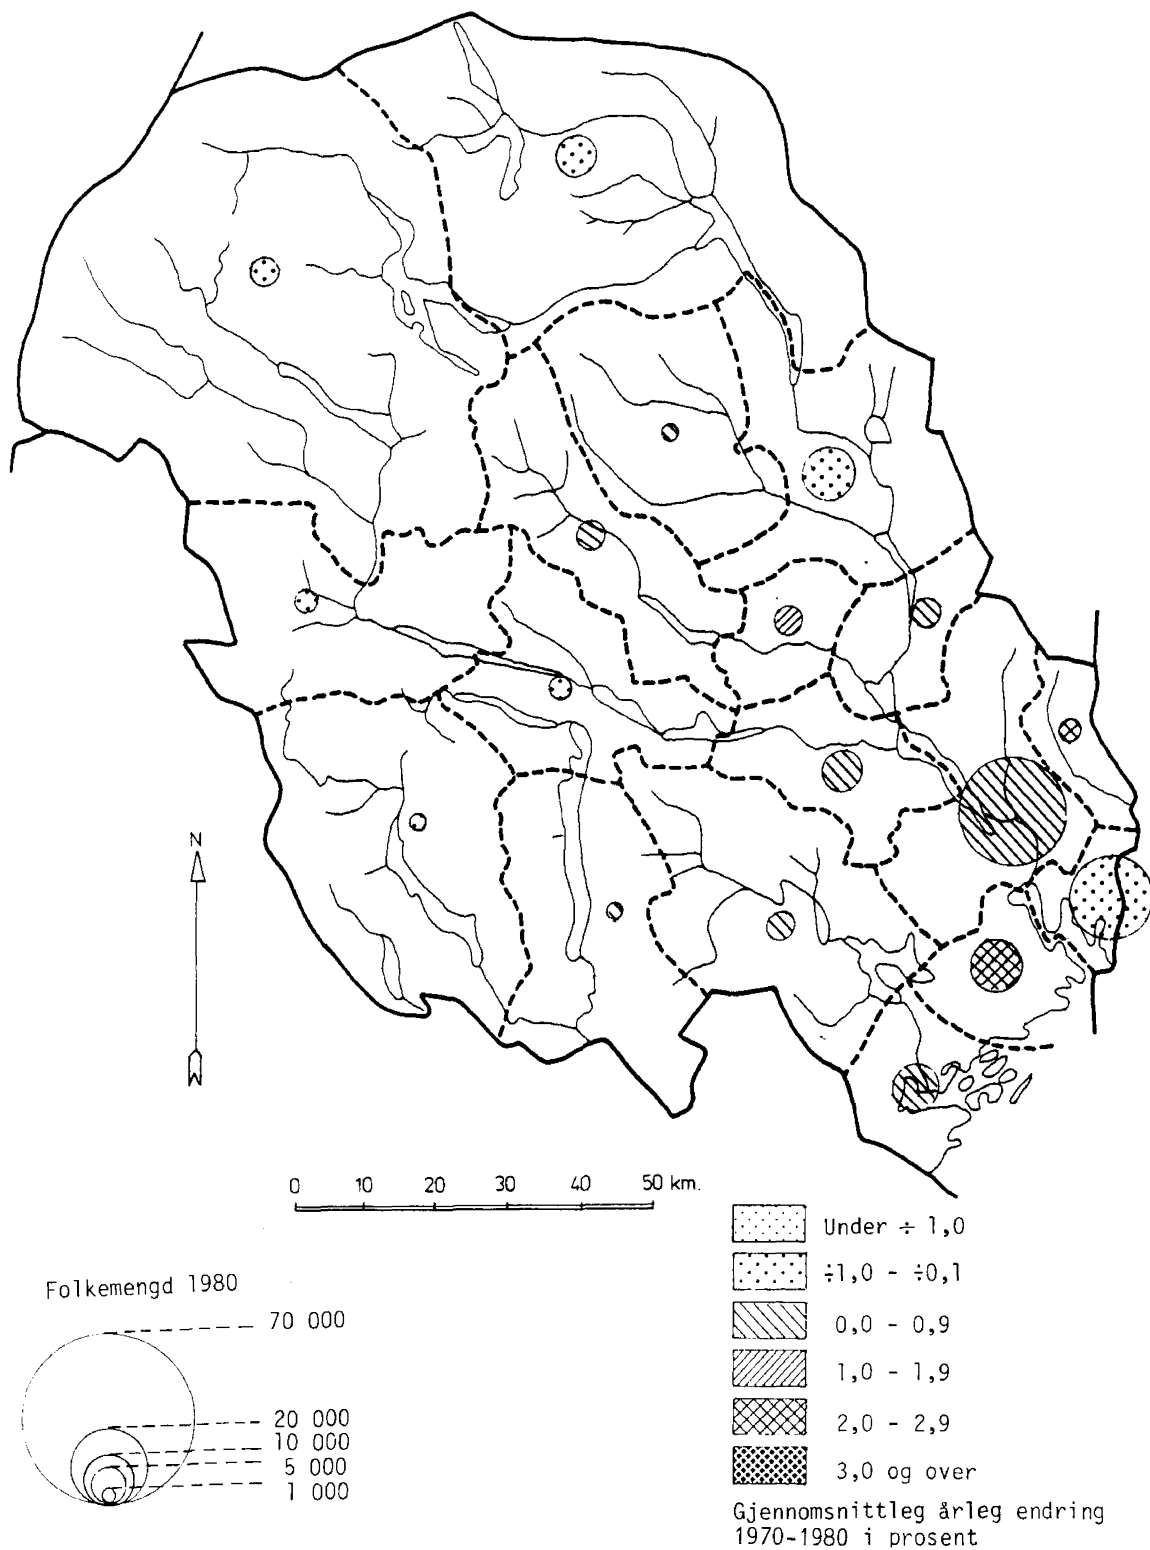 N
0 10 20 30 40 50 km.
Folkemengd 1980
70 000
20 000
10 000
5 000
1 000
Under ÷ 1,0
÷1,0 - ÷0,1
0,0 - 0,9
1,0 - 1,9
2,0 - 2,9
3,0 og over
Gjennomsnittleg årleg endring
1970-1980 i prosent